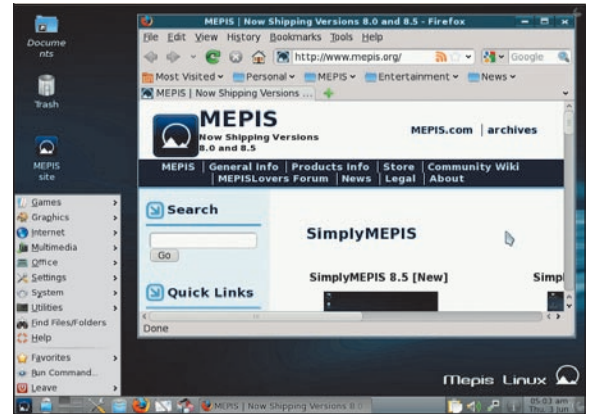 Docume
nts
Trash
MEPIS
site
MEPIS | Now Shipping Versions 8.0 and 8.5 - Firefox
File Edit View History Bookmarks Tools Help
http://www.mepis.org/
Google
Most Visited Personal MEPIS Entertainment News
MEPIS | Now Shipping Versions ...
MEPIS
Now Shipping Versions
8.0 and 8.5
MEPIS.com | archives
MEPIS | General Info | Products Info | Store | Community Wiki
| MEPISLovers Forum | News | Legal | About
Search
Go
SimplyMEPIS
SimplyMEPIS 8.5 [New]
Simpl
Quick Links
Done
Games
Graphics
Internet
Multimedia
Office
Settings
System
Utilities
Find Files/Folders
Help
Favorites
Run Command...
Leave
Mepis Linux
MEPIS | Now Shipping Versions 8.0
05:03 am
Thu, 3 Jun